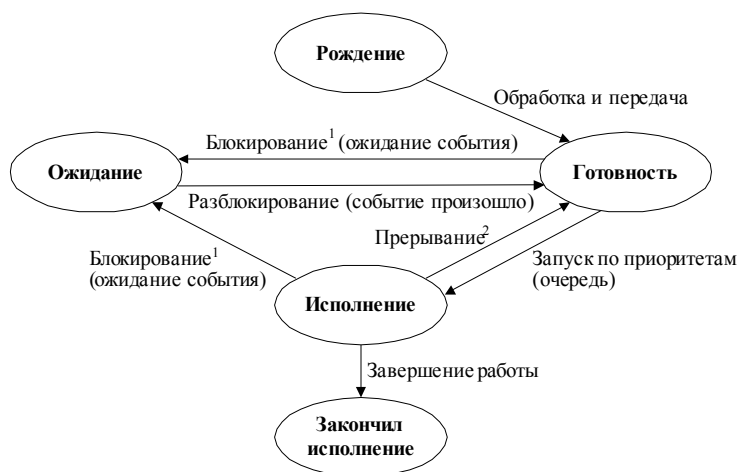 Рождение
Обработка и передача
Блокирование¹ (ожидание события)
Ожидание
Готовность
Разблокирование (событие произошло)
Прерывание²
Блокирование¹
(ожидание события)
Запуск по приоритетам
(очередь)
Исполнение
Завершение работы
Закончил
исполнение